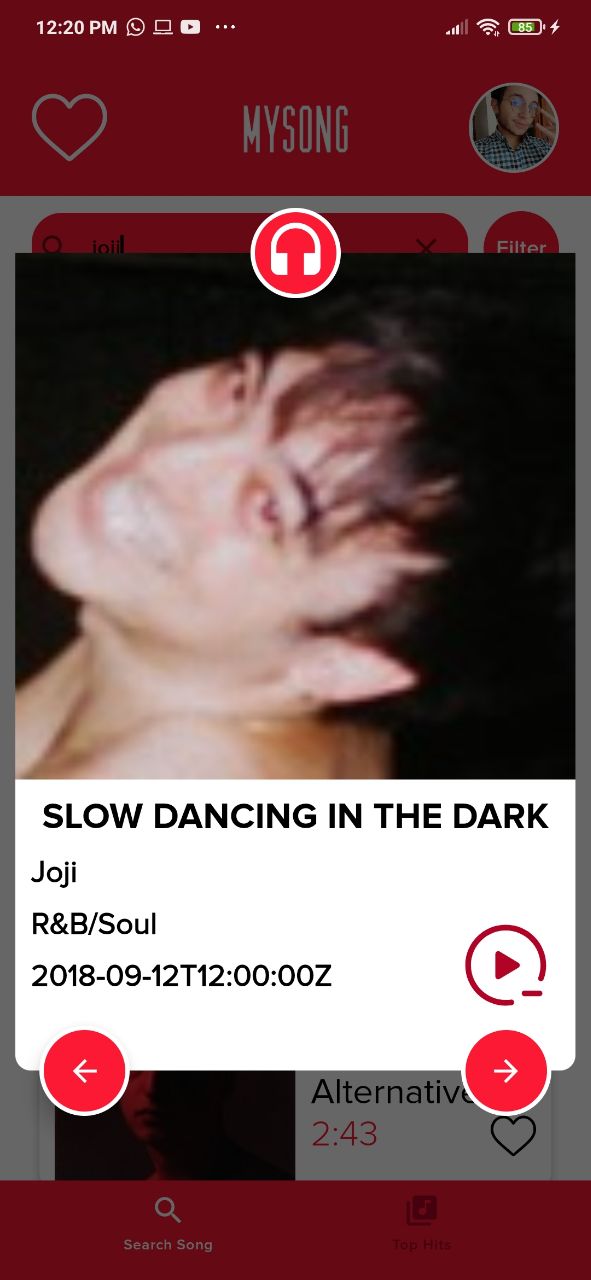 12:20 PM
85
MYSONG
joji
Filter
SLOW DANCING IN THE DARK
Joji
R&B/Soul
2018-09-12T12:00:00Z
Alternative
2:43
Search Song
Top Hits